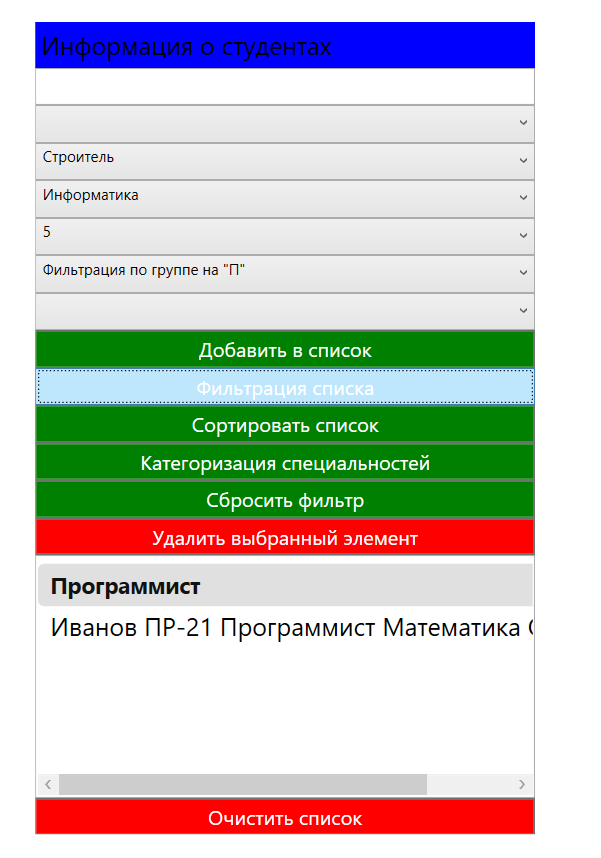 Информация о студентах
Строитель
Информатика
5
Фильтрация по группе на "П"
Добавить в список
Фильтрация списка
Сортировать список
Категоризация специальностей
Сбросить фильтр
Удалить выбранный элемент
Программист
Иванов ПР-21 Программист Математика
Очистить список